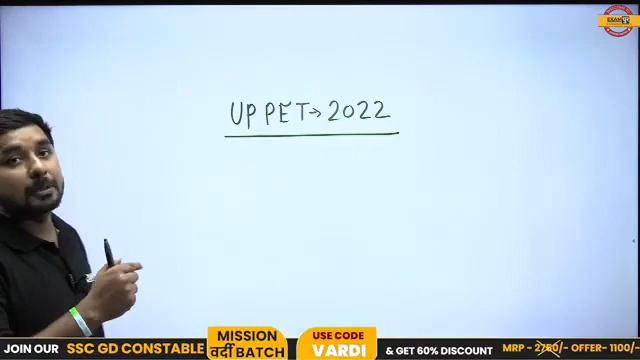 EXAM
UP PET → 2022
JOIN OUR SSC GD CONSTABLE
MISSION
वर्दी BATCH
USE CODE
VARDI
& GET 60% DISCOUNT
MRP - 2750/- OFFER- 1100/-